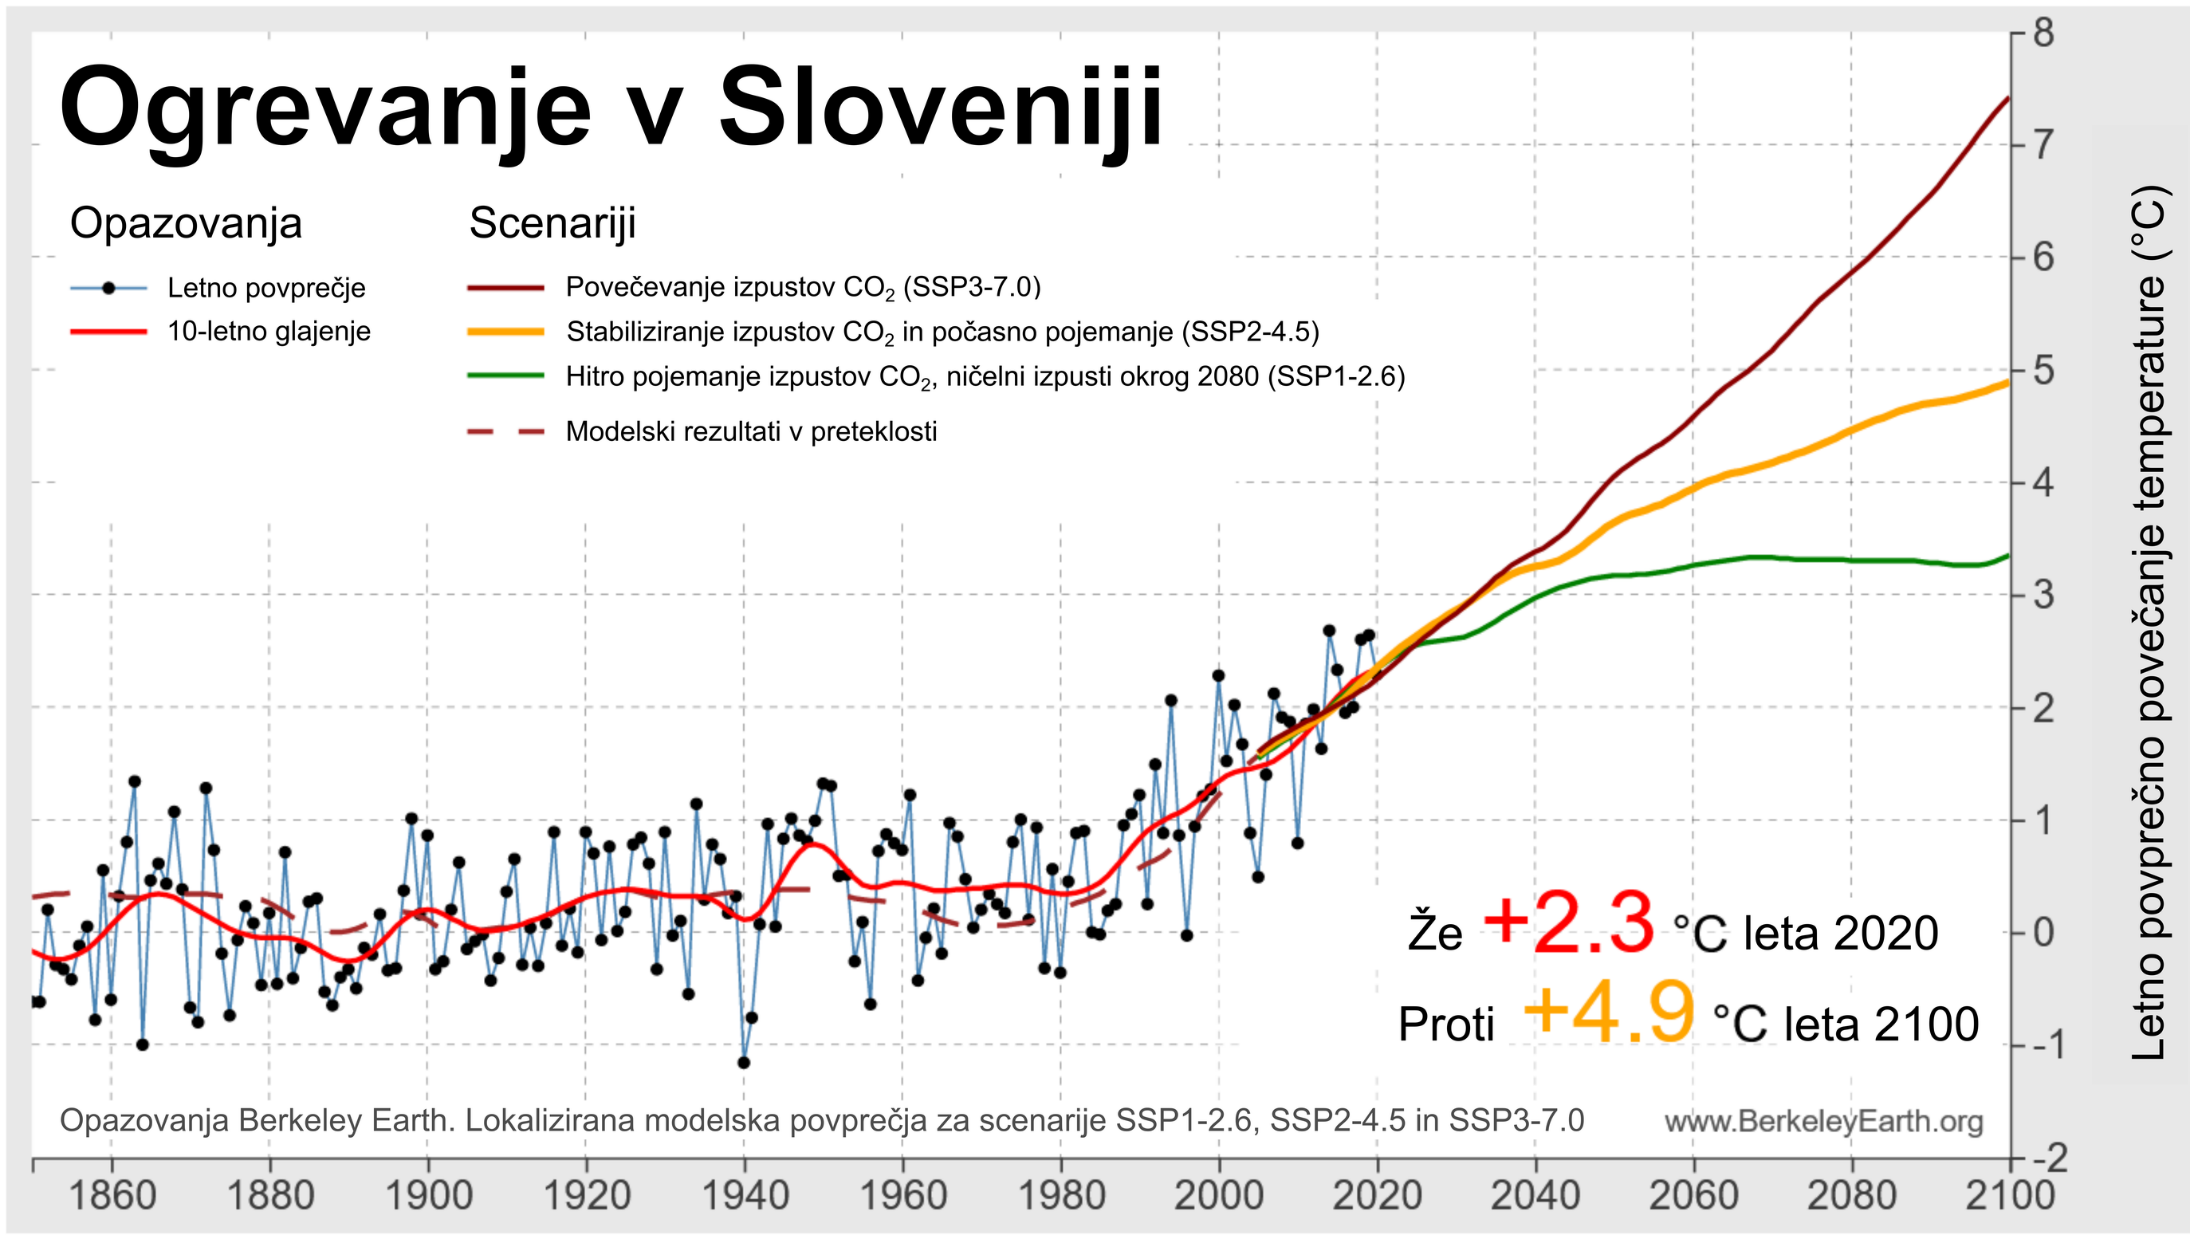 Ogrevanje v Sloveniji
Opazovanja
Letno povprečje
10-letno glajenje
Scenariji
Povečevanje izpustov CO₂ (SSP3-7.0)
Stabiliziranje izpustov CO₂ in počasno pojemanje (SSP2-4.5)
Hitro pojemanje izpustov CO₂, ničelni izpusti okrog 2080 (SSP1-2.6)
Modelski rezultati v preteklosti
8
7
6
5
4
3
2
1
0
-1
-2
Letno povprečno povečanje temperature (°C)
Že +2.3 °C leta 2020
Proti +4.9 °C leta 2100
Opazovanja Berkeley Earth. Lokalizirana modelska povprečja za scenarije SSP1-2.6, SSP2-4.5 in SSP3-7.0
www.BerkeleyEarth.org
1860 1880 1900 1920 1940 1960 1980 2000 2020 2040 2060 2080 2100